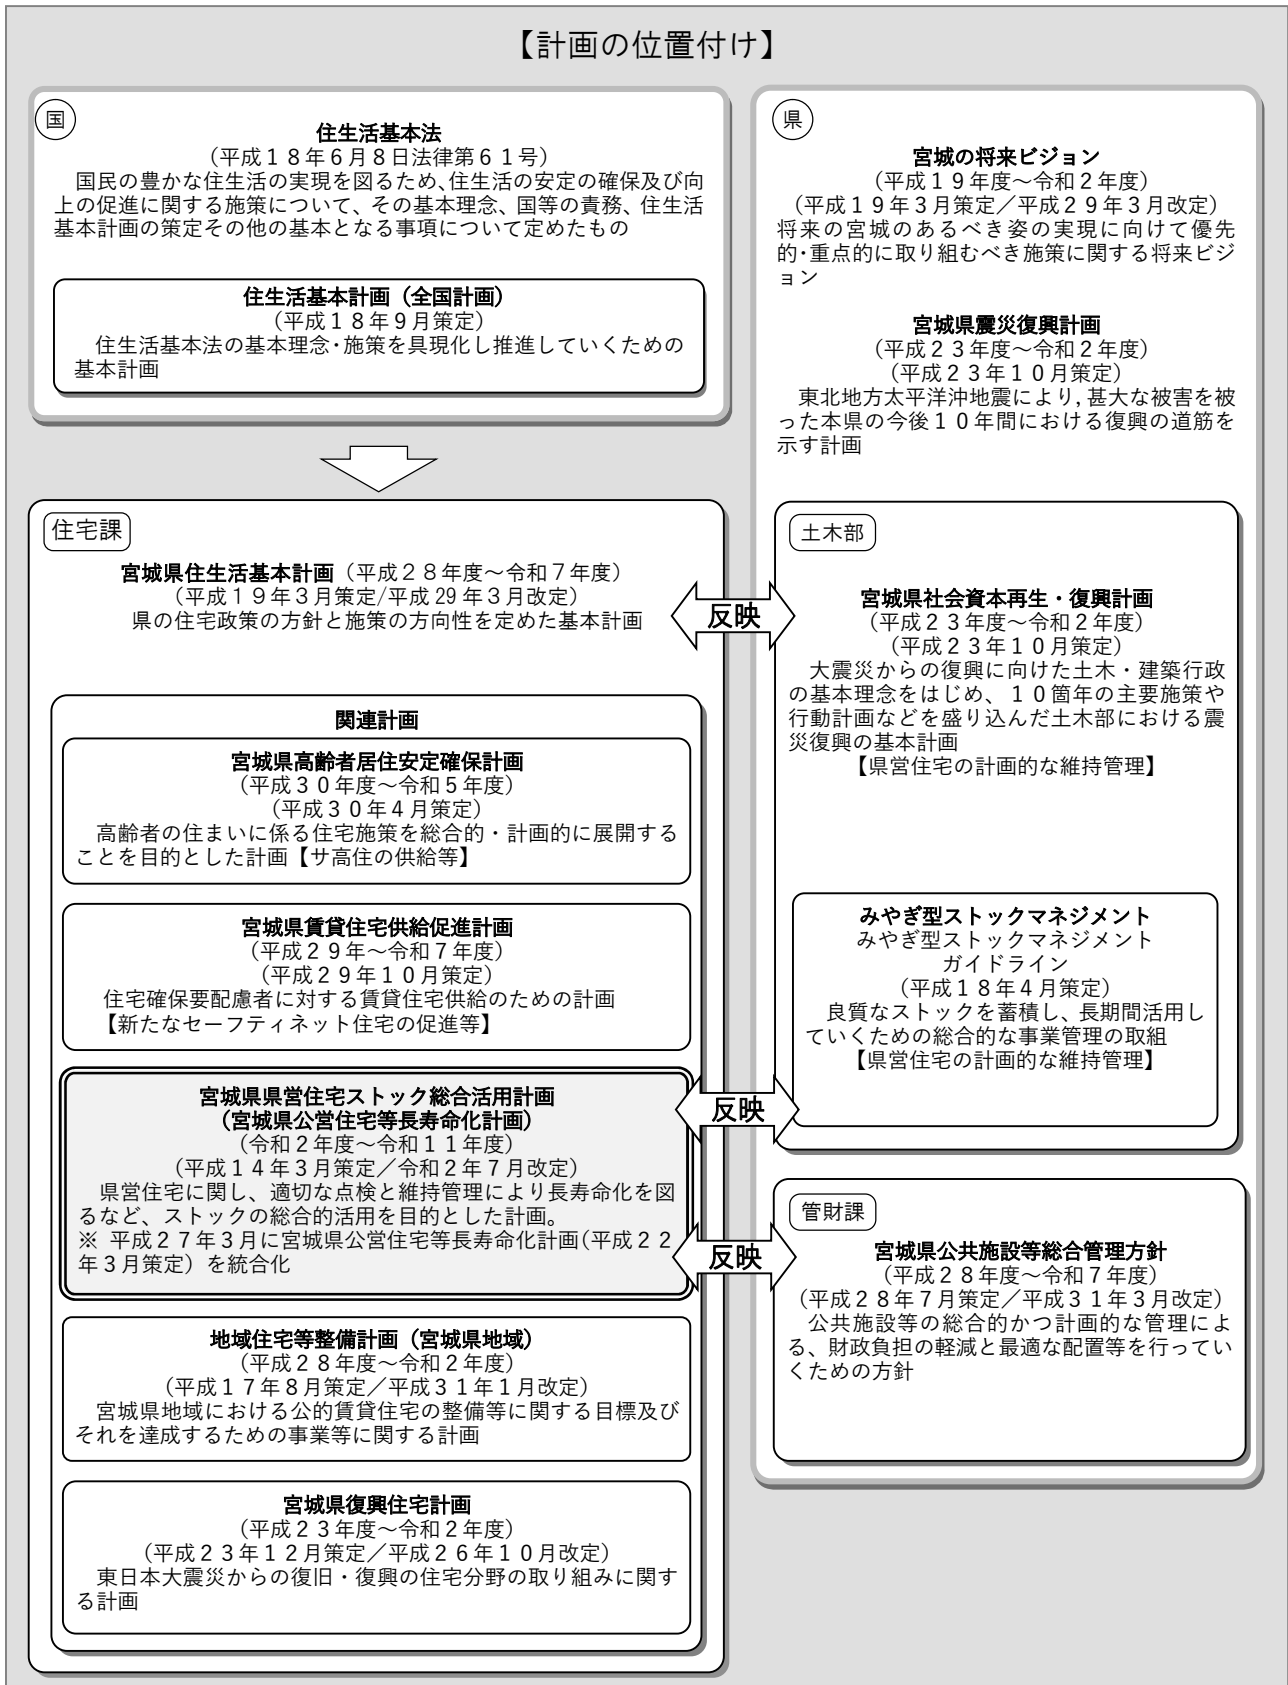 【計画の位置付け】
国
住生活基本法
（平成１８年６月８日法律第６１号）
国民の豊かな住生活の実現を図るため、住生活の安定の確保及び向
上の促進に関する施策について、その基本理念、国等の責務、住生活
基本計画の策定その他の基本となる事項について定めたもの
住生活基本計画（全国計画）
（平成１８年９月策定）
住生活基本法の基本理念・施策を具現化し推進していくための
基本計画
住宅課
宮城県住生活基本計画（平成２８年度～令和７年度）
（平成１９年３月策定/平成29年３月改定）
県の住宅政策の方針と施策の方向性を定めた基本計画
関連計画
宮城県高齢者居住安定確保計画
（平成３０年度～令和５年度）
（平成３０年４月策定）
高齢者の住まいに係る住宅施策を総合的・計画的に展開する
ことを目的とした計画【サ高住の供給等】
宮城県賃貸住宅供給促進計画
（平成２９年～令和７年度）
（平成２９年１０月策定）
住宅確保要配慮者に対する賃貸住宅供給のための計画
【新たなセーフティネット住宅の促進等】
宮城県県営住宅ストック総合活用計画
（宮城県公営住宅等長寿命化計画）
（令和２年度～令和１１年度）
（平成１４年３月策定／令和２年７月改定）
県営住宅に関し、適切な点検と維持管理により長寿命化を図
るなど、ストックの総合的活用を目的とした計画。
※ 平成２７年３月に宮城県公営住宅等長寿命化計画(平成２２
年３月策定）を統合化
地域住宅等整備計画（宮城県地域）
（平成２８年度～令和２年度）
（平成１７年８月策定／平成３１年１月改定）
宮城県地域における公的賃貸住宅の整備等に関する目標及び
それを達成するための事業等に関する計画
宮城県復興住宅計画
（平成２３年度～令和２年度）
（平成２３年１２月策定／平成２６年１０月改定）
東日本大震災からの復旧・復興の住宅分野の取り組みに関す
る計画
反映
反映
反映
県
宮城の将来ビジョン
（平成１９年度～令和２年度）
（平成１９年３月策定／平成２９年３月改定）
将来の宮城のあるべき姿の実現に向けて優先
的・重点的に取り組むべき施策に関する将来ビジ
ョン
宮城県震災復興計画
（平成２３年度～令和２年度）
（平成２３年１０月策定）
東北地方太平洋沖地震により,甚大な被害を被
った本県の今後１０年間における復興の道筋を
示す計画
土木部
宮城県社会資本再生・復興計画
（平成２３年度～令和２年度）
（平成２３年１０月策定）
大震災からの復興に向けた土木・建築行政
の基本理念をはじめ、１０箇年の主要施策や
行動計画などを盛り込んだ土木部における震
災復興の基本計画
【県営住宅の計画的な維持管理】
みやぎ型ストックマネジメント
みやぎ型ストックマネジメント
ガイドライン
（平成１８年４月策定）
良質なストックを蓄積し、長期間活用し
ていくための総合的な事業管理の取組
【県営住宅の計画的な維持管理】
管財課
宮城県公共施設等総合管理方針
（平成２８年度～令和７年度）
（平成２８年７月策定／平成３１年３月改定）
公共施設等の総合的かつ計画的な管理によ
る、財政負担の軽減と最適な配置等を行ってい
くための方針